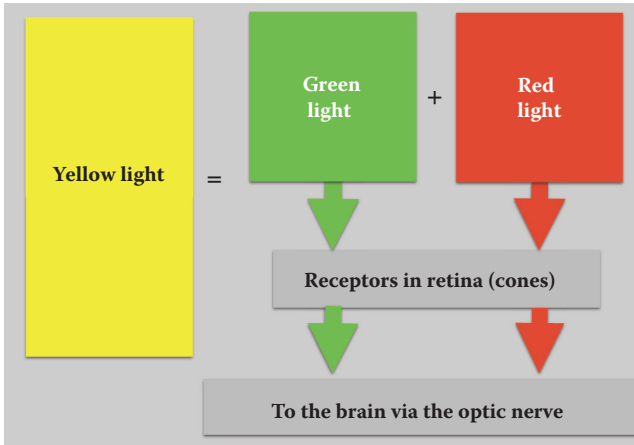 Green
light
+
Red
light
Yellow light
=
Receptors in retina (cones)
To the brain via the optic nerve